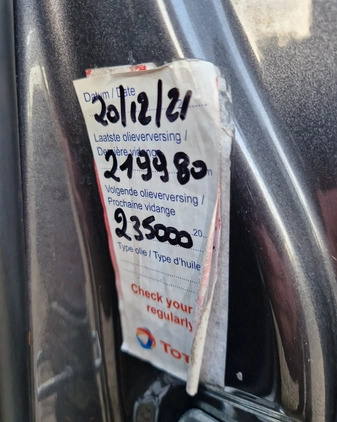 Datum / Date
20/12/21
Laatste olieverversing /
Dernière vidange
219980
Volgende olieverversing /
Prochaine vidange
235000 20
Type olie / Type d'huile
Check your
regularly
TOT